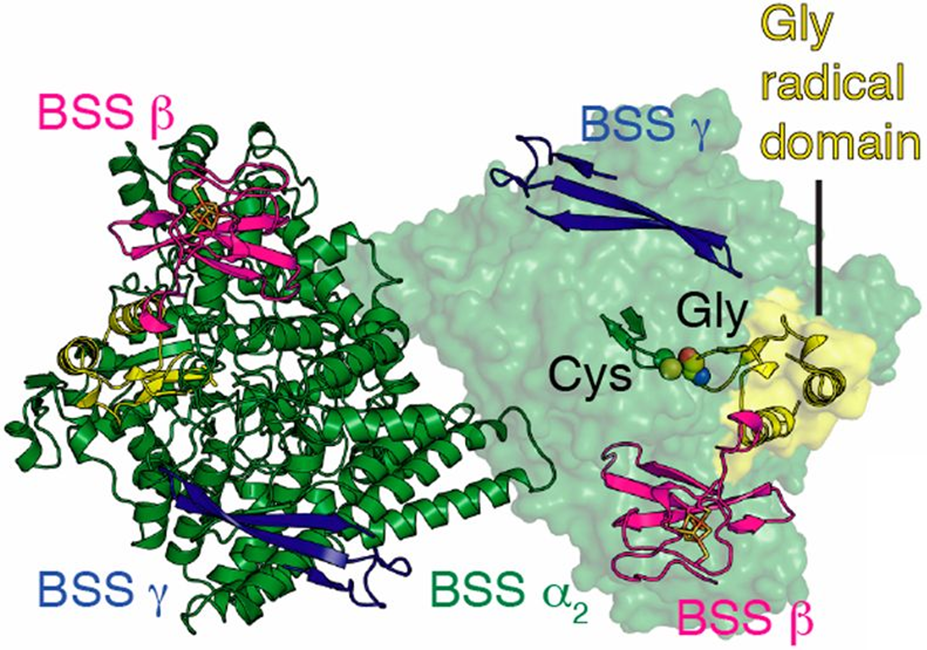 Gly
radical
domain
BSS β
BSS γ
Gly
Cys
BSS γ
BSS α₂
BSS β